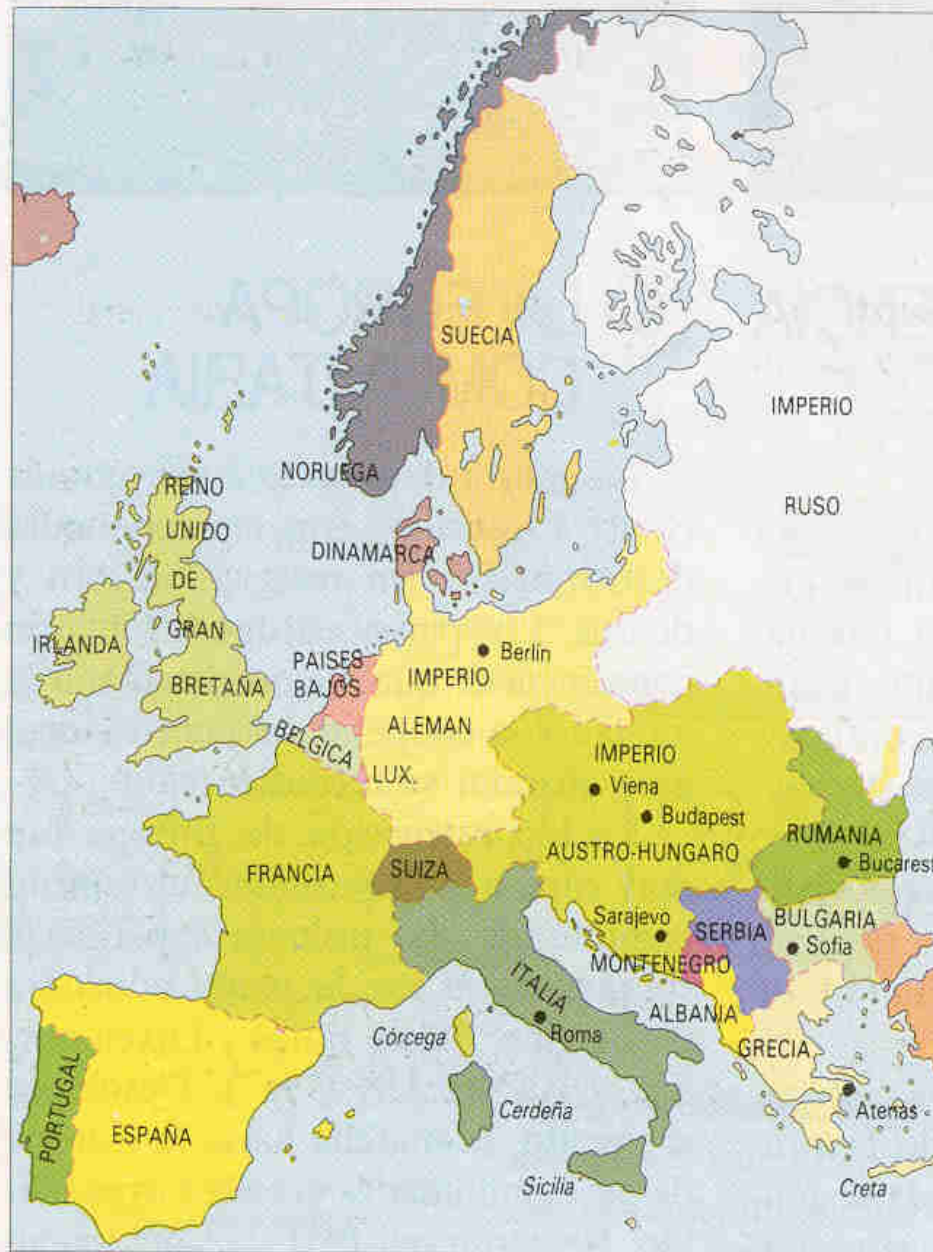 SUECIA
IMPERIO
RUSO
NORUEGA
REINO
UNIDO
DE
GRAN
BRETAÑA
DINAMARCA
IRLANDA
PAISES
BAJOS
Berlín
IMPERIO
ALEMAN
BELGICA
LUX.
IMPERIO
Viena
Budapest
AUSTRO-HUNGARO
RUMANIA
Bucarest
FRANCIA
SUIZA
Sarajevo
SERBIA
BULGARIA
Sofia
MONTENEGRO
ITALIA
Roma
ALBANIA
GRECIA
Córcega
Cerdeña
Atenas
PORTUGAL
ESPAÑA
Sicilia
Creta